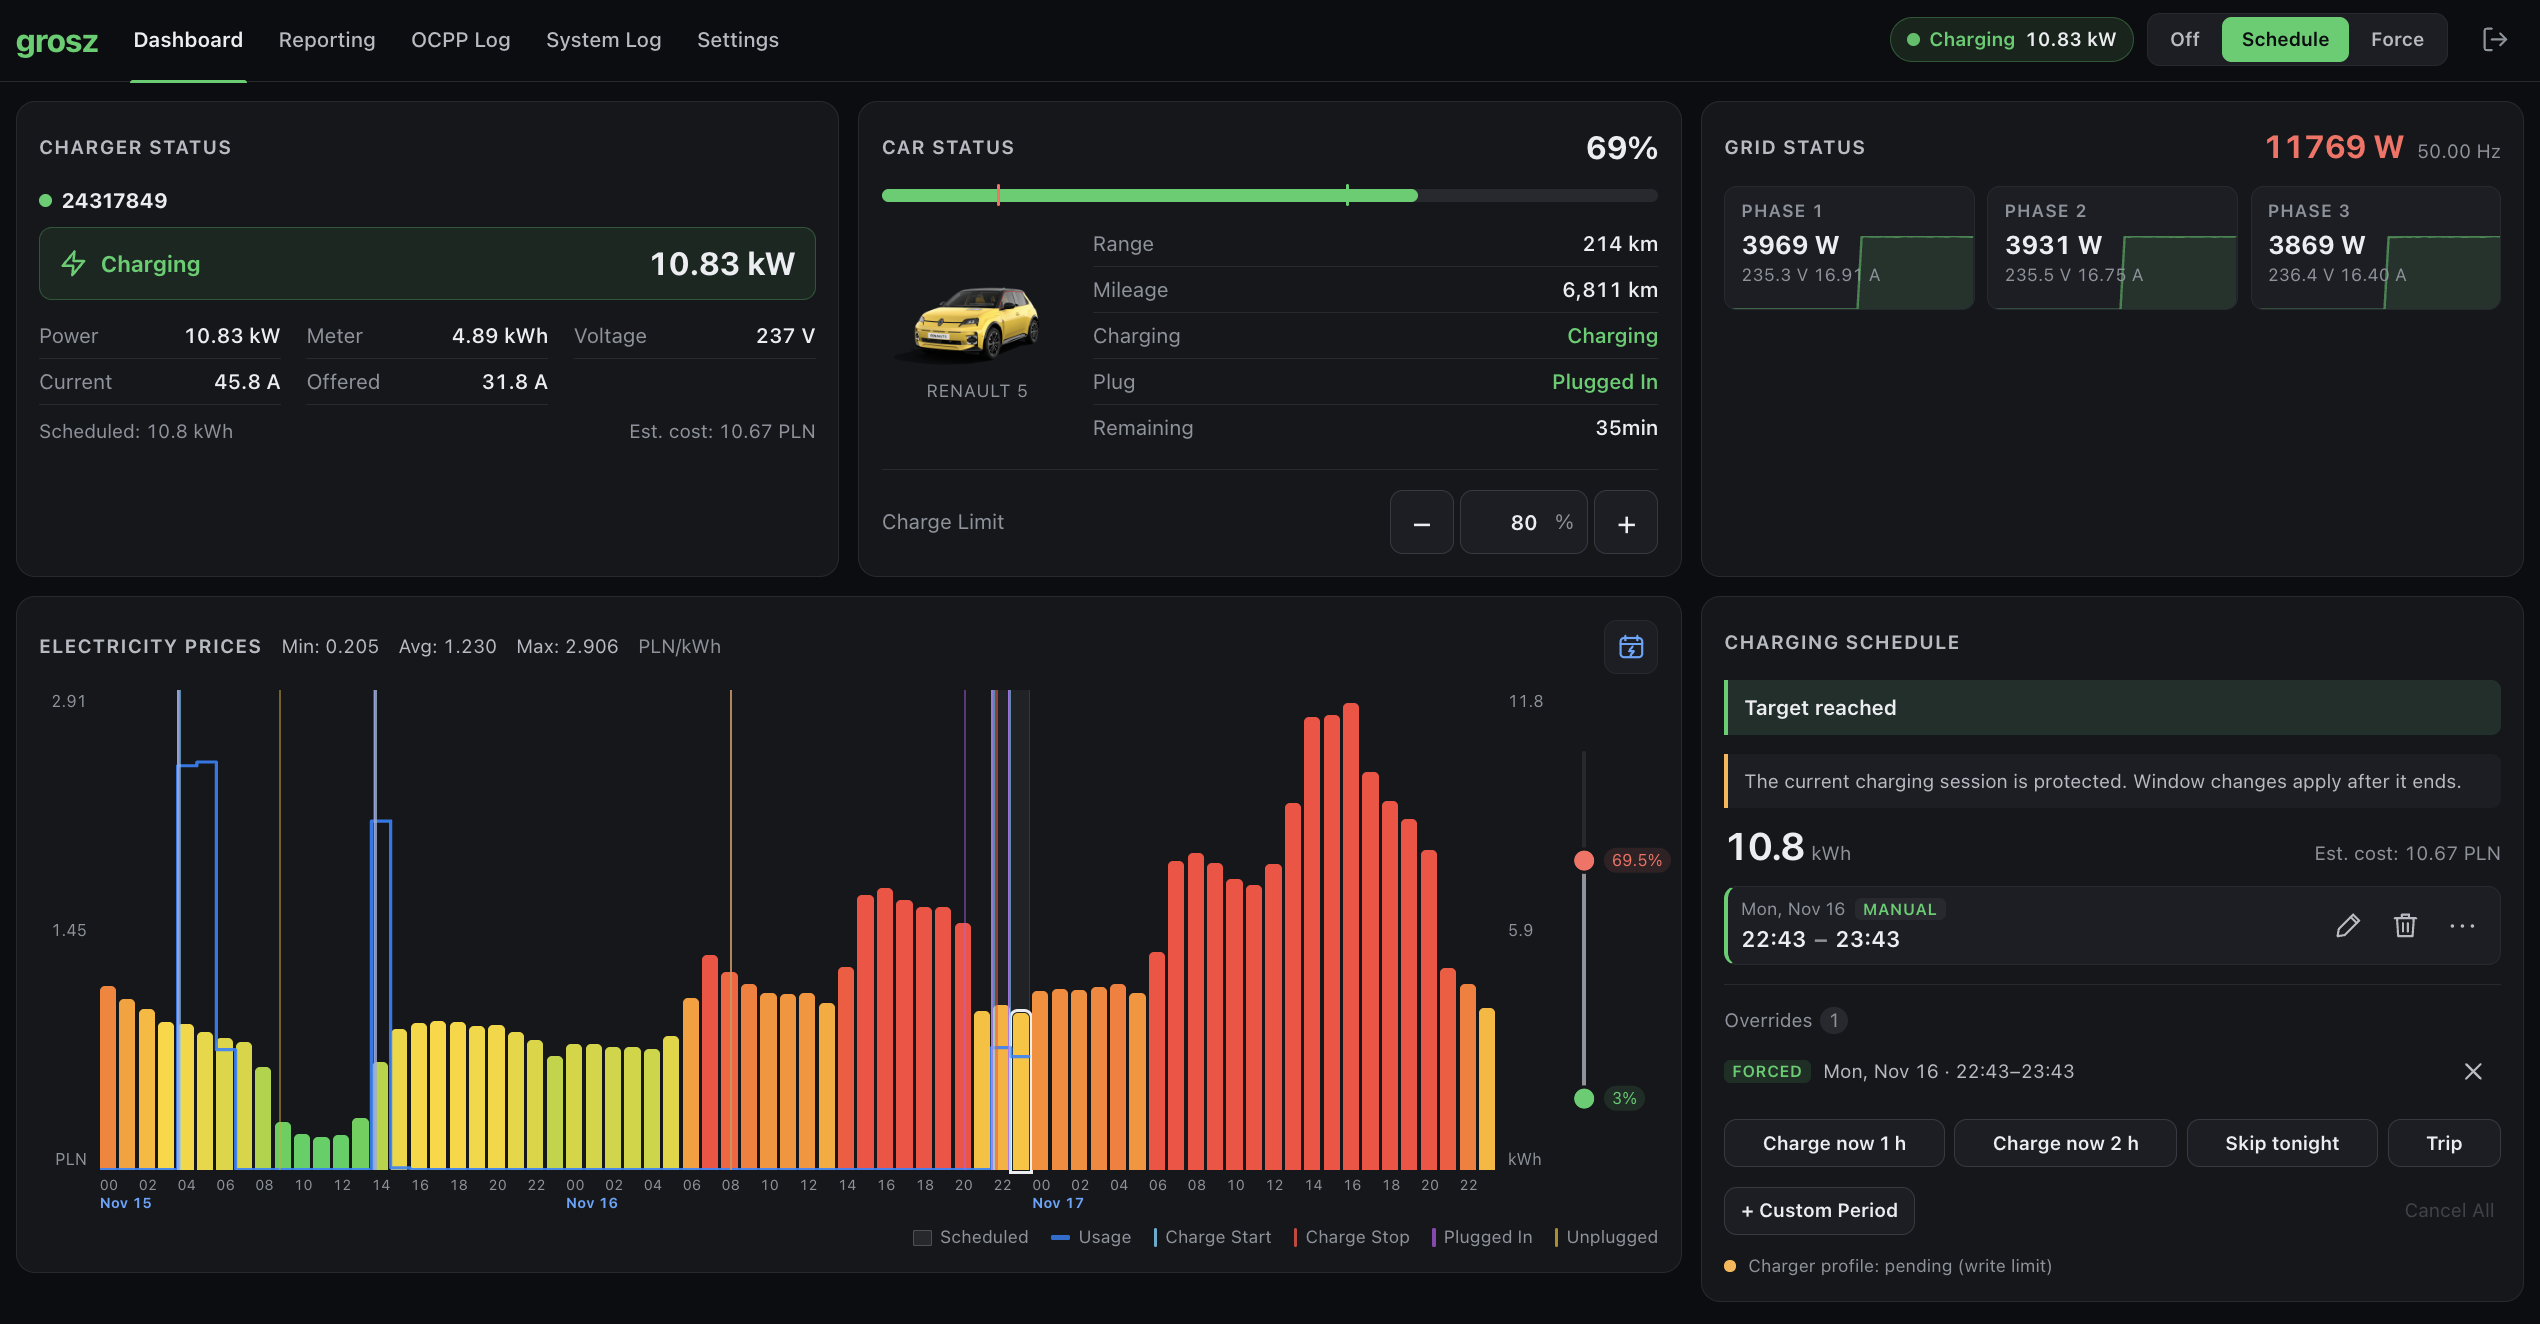 grosz Dashboard Reporting OCPP Log System Log Settings Charging 10.83 kW Off Schedule Force
CHARGER STATUS
24317849
Charging 10.83 kW
Power 10.83 kW Meter 4.89 kWh Voltage 237 V
Current 45.8 A Offered 31.8 A
Scheduled: 10.8 kWh Est. cost: 10.67 PLN
CAR STATUS 69%
Range 214 km
Mileage 6,811 km
Charging Charging
Plug Plugged In
RENAULT 5
Remaining 35min
Charge Limit − 80 % +
GRID STATUS 11769 W 50.00 Hz
PHASE 1
3969 W
235.3 V 16.91 A
PHASE 2
3931 W
235.5 V 16.75 A
PHASE 3
3869 W
236.4 V 16.40 A
ELECTRICITY PRICES Min: 0.205 Avg: 1.230 Max: 2.906 PLN/kWh
2.91 11.8
69.5%
1.45 5.9
3%
PLN kWh
00 02 04 06 08 10 12 14 16 18 20 22 00 02 04 06 08 10 12 14 16 18 20 22 00 02 04 06 08 10 12 14 16 18 20 22
Nov 15 Nov 16 Nov 17
Scheduled Usage Charge Start Charge Stop Plugged In Unplugged
CHARGING SCHEDULE
Target reached
The current charging session is protected. Window changes apply after it ends.
10.8 kWh Est. cost: 10.67 PLN
Mon, Nov 16 MANUAL
22:43 – 23:43
Overrides 1
FORCED Mon, Nov 16 · 22:43–23:43
Charge now 1 h Charge now 2 h Skip tonight Trip
+ Custom Period Cancel All
Charger profile: pending (write limit)